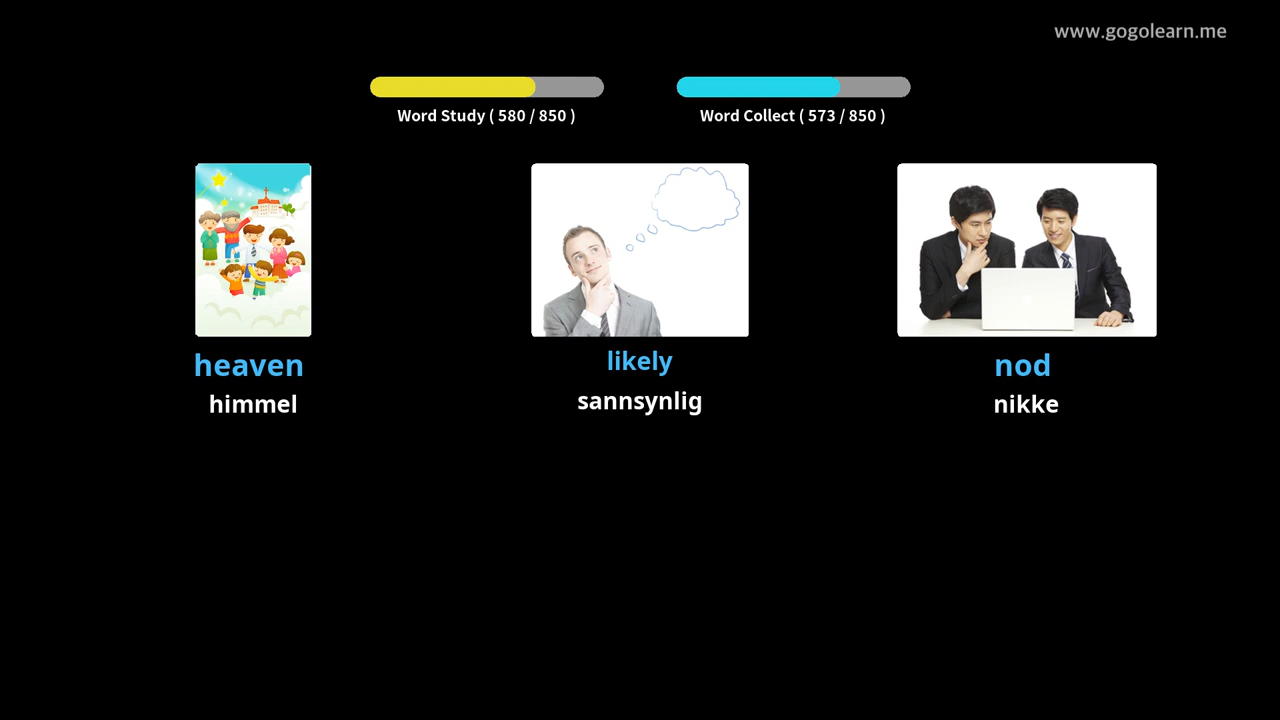 www.gogolearn.me
Word Study ( 580 / 850 )
Word Collect ( 573 / 850 )
heaven
himmel
likely
sannsynlig
nod
nikke